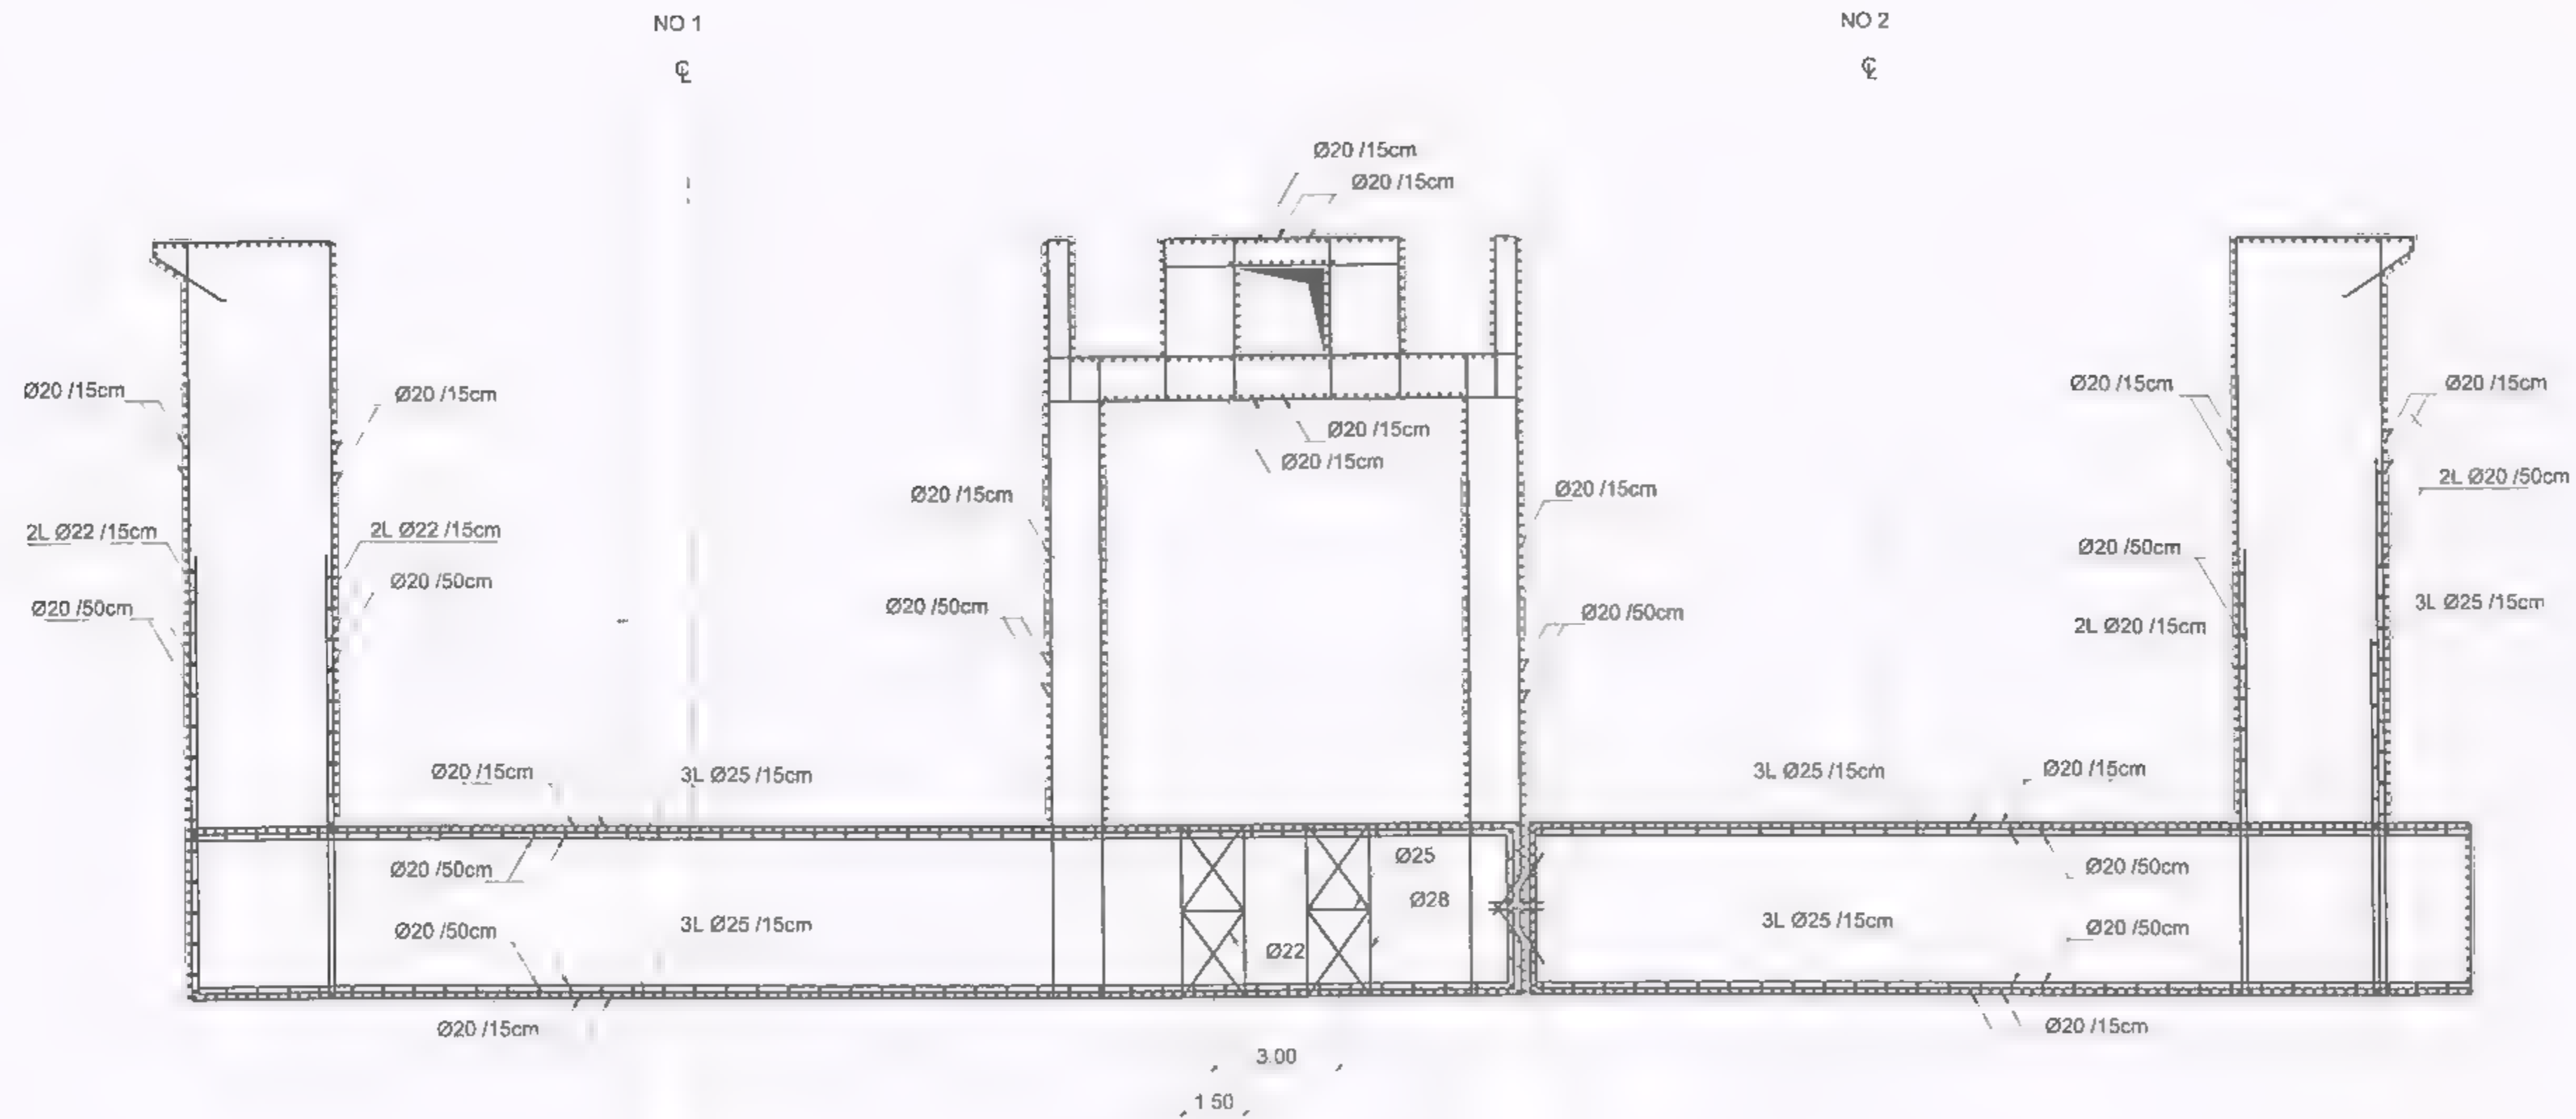 NO 1
NO 2
℄
℄
Ø20 /15cm
Ø20 /15cm
Ø20 /15cm
Ø20 /15cm
Ø20 /15cm
Ø20 /15cm
Ø20 /15cm
Ø20 /15cm
2L Ø20 /50cm
Ø20 /15cm
Ø20 /15cm
2L Ø22 /15cm
2L Ø22 /15cm
Ø20 /50cm
Ø20 /50cm
Ø20 /50cm
Ø20 /50cm
Ø20 /50cm
3L Ø25 /15cm
2L Ø20 /15cm
Ø20 /15cm
3L Ø25 /15cm
3L Ø25 /15cm
Ø20 /15cm
Ø20 /50cm
Ø25
Ø20 /50cm
Ø28
Ø20 /50cm
3L Ø25 /15cm
3L Ø25 /15cm
Ø20 /50cm
Ø22
Ø20 /15cm
Ø20 /15cm
3.00
1 50